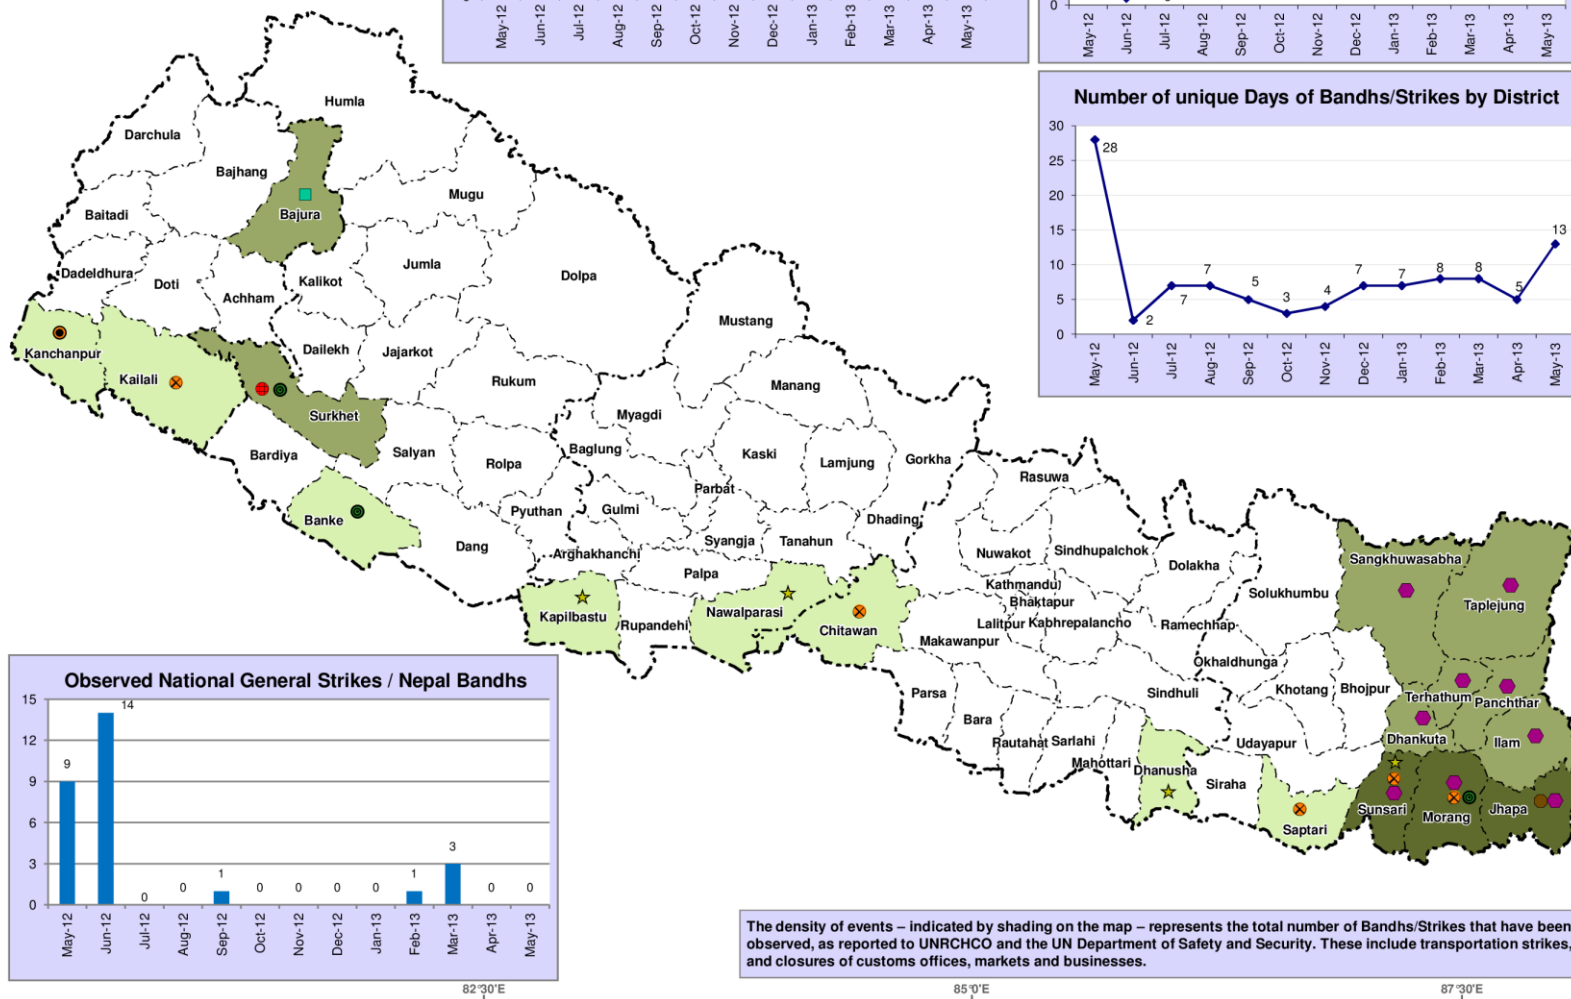 May-12 Jun-12 Jul-12 Aug-12 Sep-12 Oct-12 Nov-12 Dec-12 Jan-13 Feb-13 Mar-13 Apr-13 May-13
0
May-12 Jun-12 Jul-12 Aug-12 Sep-12 Oct-12 Nov-12 Dec-12 Jan-13 Feb-13 Mar-13 Apr-13 May-13
Number of unique Days of Bandhs/Strikes by District
30
25
20
15
10
5
0
28
2
7
7
5
3
4
7
7
8
8
5
13
May-12 Jun-12 Jul-12 Aug-12 Sep-12 Oct-12 Nov-12 Dec-12 Jan-13 Feb-13 Mar-13 Apr-13 May-13
Humla
Darchula
Bajhang
Mugu
Baitadi
Bajura
Jumla
Dadeldhura
Doti
Kalikot
Dolpa
Achham
Mustang
Kanchanpur
Dailekh
Jajarkot
Kailali
Rukum
Manang
Surkhet
Myagdi
Bardiya
Salyan
Baglung
Kaski
Lamjung
Gorkha
Rolpa
Rasuwa
Parbat
Banke
Pyuthan
Gulmi
Dhading
Dang
Arghakhanchi
Syangja
Tanahun
Nuwakot
Sindhupalchok
Sangkhuwasabha
Dolakha
Palpa
Kathmandu
Bhaktapur
Solukhumbu
Taplejung
Kapilbastu
Rupandehi
Nawalparasi
Chitawan
Lalitpur
Kabhrepalancho
Ramechhap
Makawanpur
Okhaldhunga
Parsa
Sindhuli
Khotang
Bhojpur
Terhathum
Panchthar
Bara
Rautahat
Sarlahi
Mahottari
Dhanusha
Udayapur
Dhankuta
Ilam
Siraha
Saptari
Sunsari
Morang
Jhapa
Observed National General Strikes / Nepal Bandhs
15
12
9
6
3
0
9
14
0
0
1
0
0
0
0
1
3
0
0
May-12 Jun-12 Jul-12 Aug-12 Sep-12 Oct-12 Nov-12 Dec-12 Jan-13 Feb-13 Mar-13 Apr-13 May-13
The density of events – indicated by shading on the map – represents the total number of Bandhs/Strikes that have been
observed, as reported to UNRCHCO and the UN Department of Safety and Security. These include transportation strikes,
and closures of customs offices, markets and businesses.
82°30'E
85°0'E
87°30'E